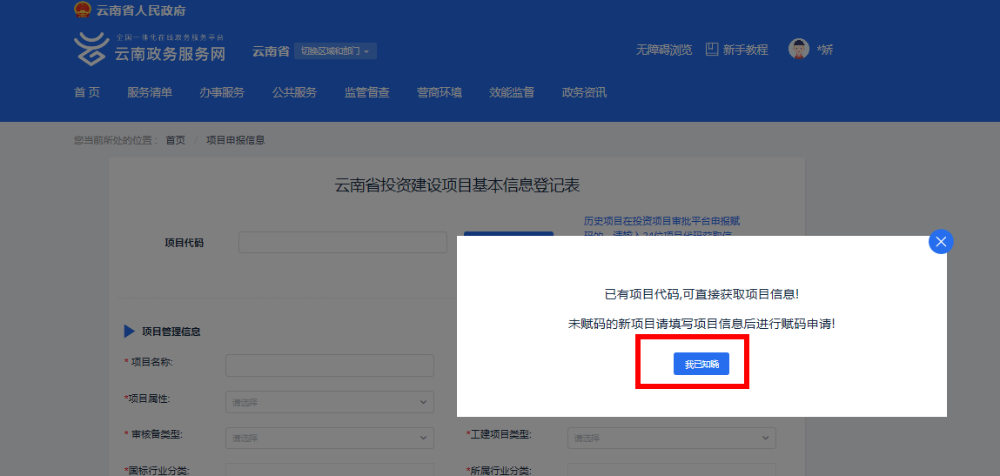 云南省人民政府
全国一体化在线政务服务平台
云南政务服务网
云南省 切换区域和部门
无障碍浏览 新手教程 *娇
首 页 服务清单 办事服务 公共服务 监管督查 营商环境 效能监督 政务资讯
您当前所处的位置： 首页 / 项目申报信息
云南省投资建设项目基本信息登记表
历史项目在投资项目审批平台申报赋
码的，请输入24位项目代码获取信
项目代码
已有项目代码,可直接获取项目信息!
未赋码的新项目请填写项目信息后进行赋码申请!
我已知晓
项目管理信息
* 项目名称:
*项目属性: 请选择
* 审核备类型: 请选择 *工建项目类型: 请选择
*国标行业分类: *所属行业分类: